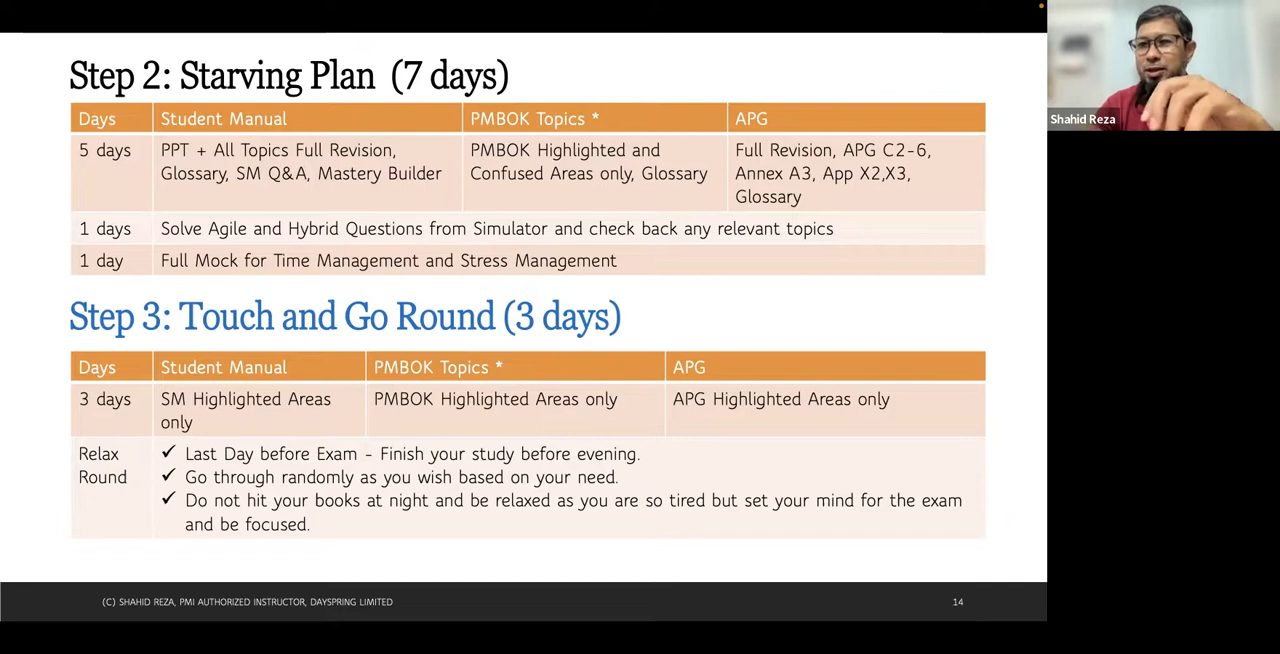 Step 2: Starving Plan (7 days)
Days Student Manual PMBOK Topics * APG
5 days PPT + All Topics Full Revision, PMBOK Highlighted and Full Revision, APG C2-6,
Glossary, SM Q&A, Mastery Builder Confused Areas only, Glossary Annex A3, App X2,X3,
Glossary
1 days Solve Agile and Hybrid Questions from Simulator and check back any relevant topics
1 day Full Mock for Time Management and Stress Management
Step 3: Touch and Go Round (3 days)
Days Student Manual PMBOK Topics * APG
3 days SM Highlighted Areas PMBOK Highlighted Areas only APG Highlighted Areas only
only
Relax ✓ Last Day before Exam - Finish your study before evening.
Round ✓ Go through randomly as you wish based on your need.
✓ Do not hit your books at night and be relaxed as you are so tired but set your mind for the exam
and be focused.
(C) SHAHID REZA, PMI AUTHORIZED INSTRUCTOR, DAYSPRING LIMITED 14
Shahid Reza